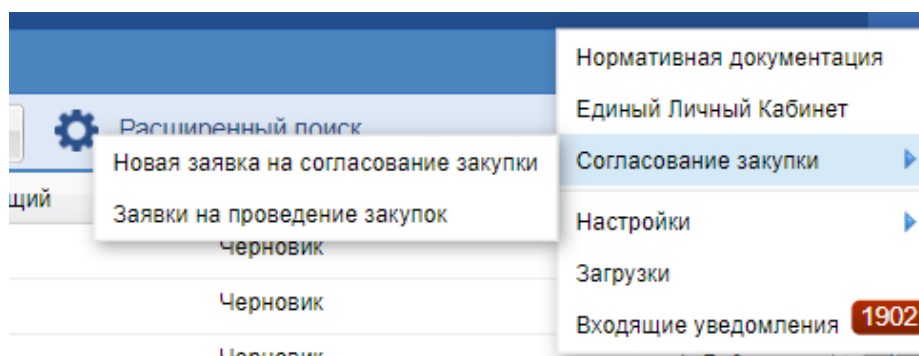 Нормативная документация
Расширенный поиск
Единый Личный Кабинет
Новая заявка на согласование закупки
Согласование закупки
щий
Заявки на проведение закупок
Настройки
Черновик
Загрузки
Черновик
Входящие уведомления 1902
Черновик